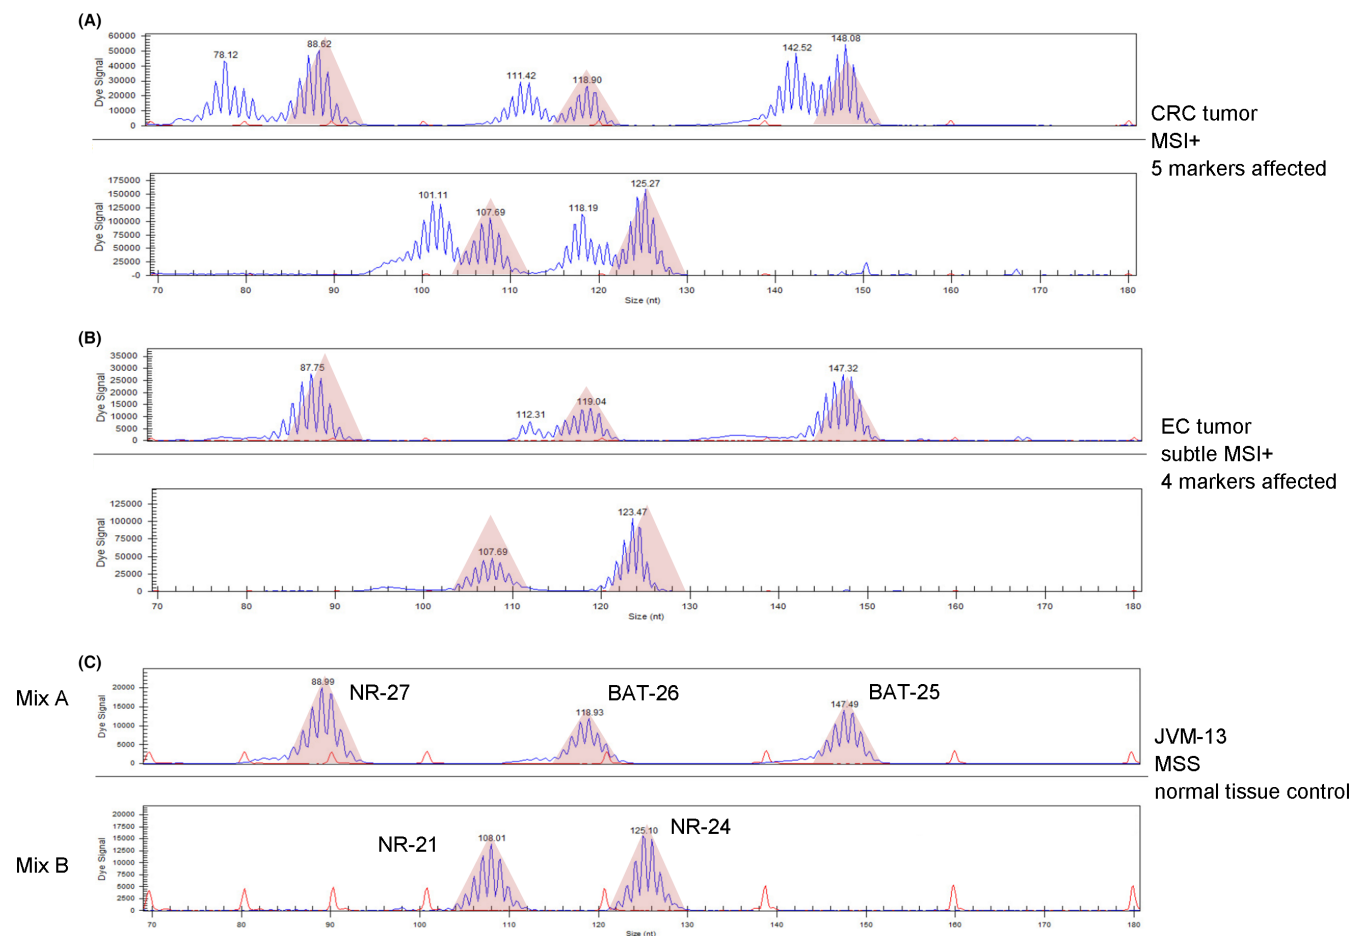 (A)
60000
50000
40000
30000
20000
10000
0
Dye Signal
78.12
88.62
111.42
118.90
142.52
148.08
CRC tumor
MSI+
5 markers affected
175000
150000
125000
100000
75000
50000
25000
-0
Dye Signal
101.11
107.69
118.19
125.27
70 80 90 100 110 120 130 140 150 160 170 180
Size (nt)
(B)
35000
30000
25000
20000
15000
10000
5000
0
Dye Signal
87.75
112.31
119.04
147.32
EC tumor
subtle MSI+
4 markers affected
125000
100000
75000
50000
25000
0
Dye Signal
107.69
123.47
70 80 90 100 110 120 130 140 150 160 170 180
Size (nt)
(C)
Mix A
20000
15000
10000
5000
0
Dye Signal
88.99
NR-27
118.93
BAT-26
147.49
BAT-25
JVM-13
MSS
normal tissue control
Mix B
20000
17500
15000
12500
10000
7500
5000
2500
0
Dye Signal
NR-21
108.01
125.10
NR-24
70 80 90 100 110 120 130 140 150 160 170 180
Size (nt)